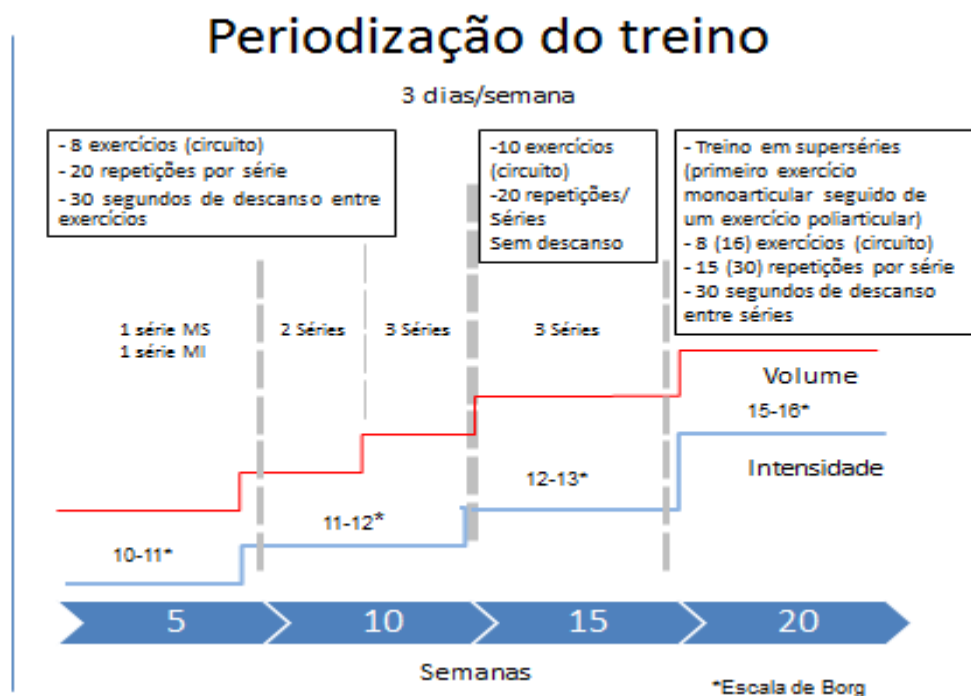 Periodização do treino
3 dias/semana
- 8 exercícios (circuito)
- 20 repetições por série
- 30 segundos de descanso entre
exercícios
-10 exercícios
(circuito)
-20 repetições/
Séries
Sem descanso
- Treino em superséries
(primeiro exercício
monoarticular seguido de
um exercício poliarticular)
- 8 (16) exercícios (circuito)
- 15 (30) repetições por série
- 30 segundos de descanso
entre séries
1 série MS
1 série MI
2 Séries
3 Séries
3 Séries
Volume
15-16*
Intensidade
12-13*
11-12*
10-11*
5
10
15
20
Semanas
*Escala de Borg